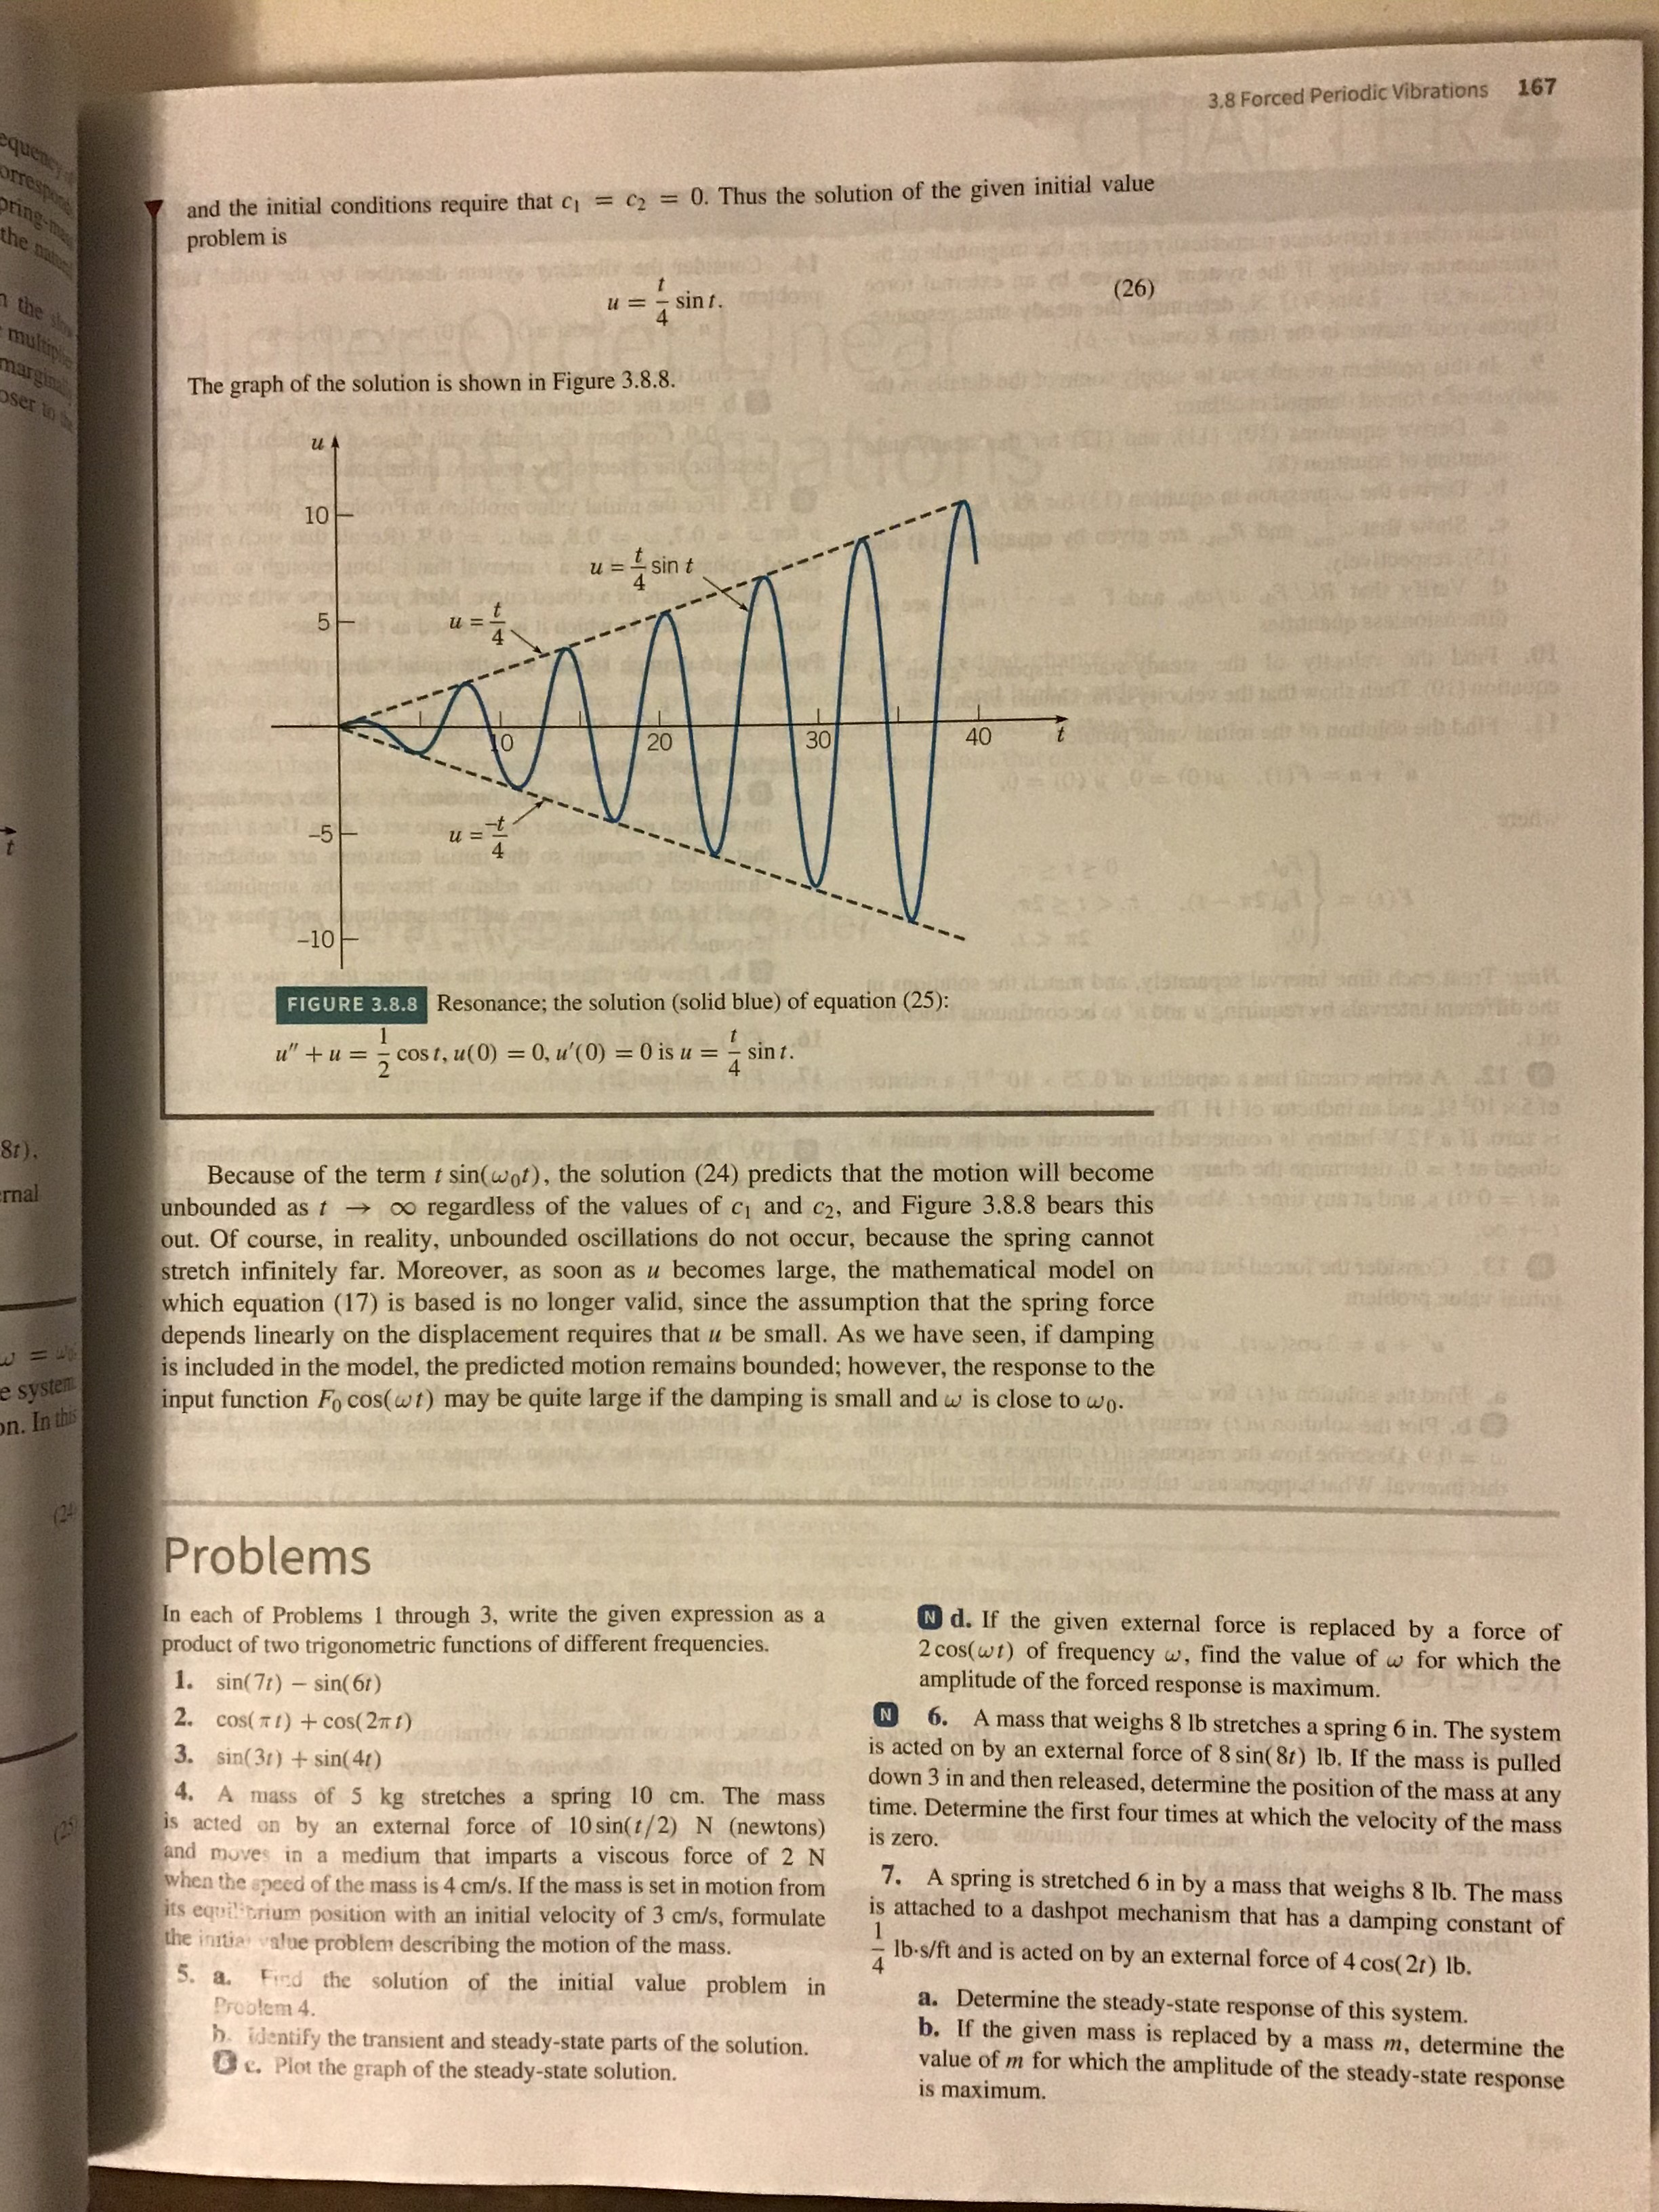 3.8 Forced Periodic Vibrations 167
and the initial conditions require that c₁ = c₂ = 0. Thus the solution of the given initial value
problem is
u = t/4 sin t. (26)
The graph of the solution is shown in Figure 3.8.8.
u
10
u = t/4 sin t
5
u = t/4
10 20 30 40 t
−5
u = −t/4
−10
FIGURE 3.8.8 Resonance; the solution (solid blue) of equation (25):
u″ + u = 1/2 cos t, u(0) = 0, u′(0) = 0 is u = t/4 sin t.
Because of the term t sin(ω₀t), the solution (24) predicts that the motion will become
unbounded as t → ∞ regardless of the values of c₁ and c₂, and Figure 3.8.8 bears this
out. Of course, in reality, unbounded oscillations do not occur, because the spring cannot
stretch infinitely far. Moreover, as soon as u becomes large, the mathematical model on
which equation (17) is based is no longer valid, since the assumption that the spring force
depends linearly on the displacement requires that u be small. As we have seen, if damping
is included in the model, the predicted motion remains bounded; however, the response to the
input function F₀ cos(ωt) may be quite large if the damping is small and ω is close to ω₀.
Problems
In each of Problems 1 through 3, write the given expression as a
product of two trigonometric functions of different frequencies.
1. sin(7t) − sin(6t)
2. cos(πt) + cos(2πt)
3. sin(3t) + sin(4t)
4. A mass of 5 kg stretches a spring 10 cm. The mass
is acted on by an external force of 10 sin(t/2) N (newtons)
and moves in a medium that imparts a viscous force of 2 N
when the speed of the mass is 4 cm/s. If the mass is set in motion from
its equilibrium position with an initial velocity of 3 cm/s, formulate
the initial value problem describing the motion of the mass.
5. a. Find the solution of the initial value problem in
Problem 4.
b. Identify the transient and steady-state parts of the solution.
c. Plot the graph of the steady-state solution.
N d. If the given external force is replaced by a force of
2 cos(ωt) of frequency ω, find the value of ω for which the
amplitude of the forced response is maximum.
N 6. A mass that weighs 8 lb stretches a spring 6 in. The system
is acted on by an external force of 8 sin(8t) lb. If the mass is pulled
down 3 in and then released, determine the position of the mass at any
time. Determine the first four times at which the velocity of the mass
is zero.
7. A spring is stretched 6 in by a mass that weighs 8 lb. The mass
is attached to a dashpot mechanism that has a damping constant of
1/4 lb·s/ft and is acted on by an external force of 4 cos(2t) lb.
a. Determine the steady-state response of this system.
b. If the given mass is replaced by a mass m, determine the
value of m for which the amplitude of the steady-state response
is maximum.